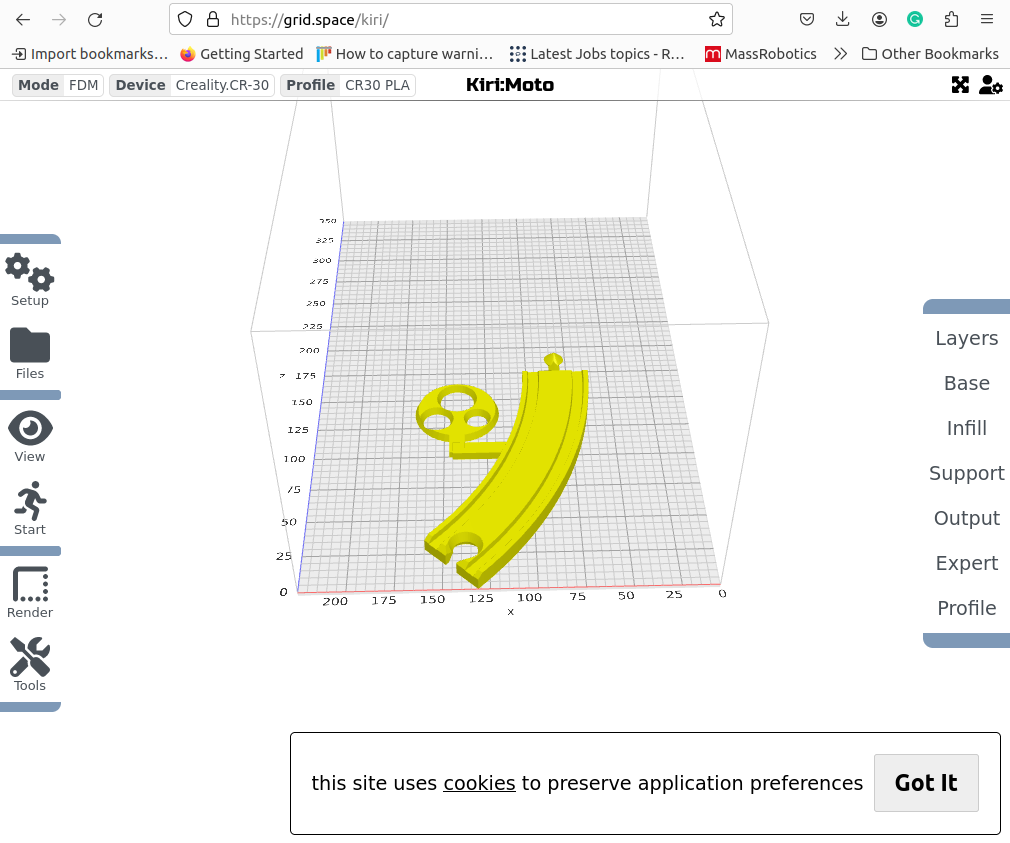 https://grid.space/kiri/
Import bookmarks… Getting Started How to capture warni… Latest Jobs topics - R… MassRobotics Other Bookmarks
Mode FDM Device Creality.CR-30 Profile CR30 PLA Kiri:Moto
350
325
300
275
250
225
200
z 175
150
125
100
75
50
25
0
200 175 150 125 100 75 50 25 0
x
Setup
Files
View
Start
Render
Tools
Layers
Base
Infill
Support
Output
Expert
Profile
this site uses cookies to preserve application preferences Got It